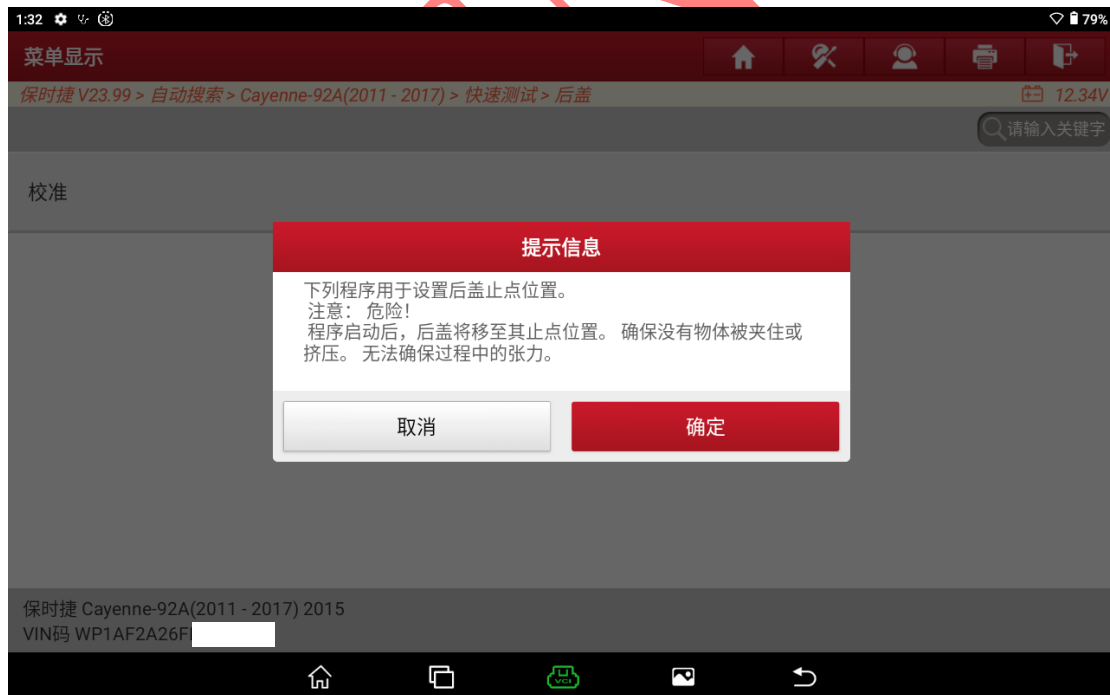 1:32
79%
菜单显示
保时捷 V23.99 > 自动搜索 > Cayenne-92A(2011 - 2017) > 快速测试 > 后盖
12.34V
请输入关键字
校准
提示信息
下列程序用于设置后盖止点位置。
注意： 危险！
程序启动后，后盖将移至其止点位置。 确保没有物体被夹住或
挤压。 无法确保过程中的张力。
取消
确定
保时捷 Cayenne-92A(2011 - 2017) 2015
VIN码 WP1AF2A26F
VCI